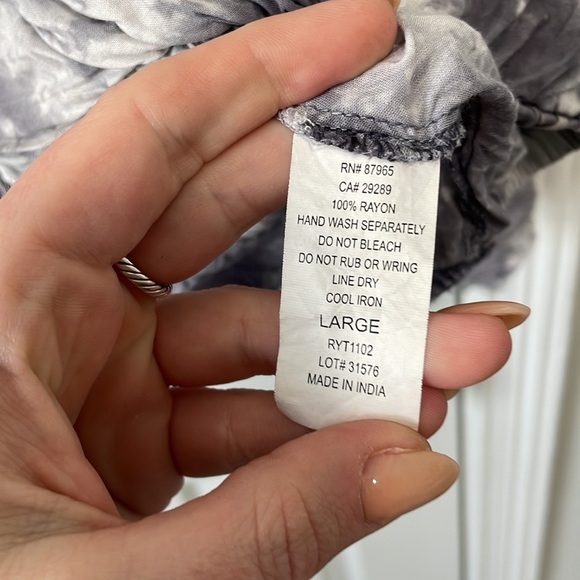 RN# 87965
CA# 29289
100% RAYON
HAND WASH SEPARATELY
DO NOT BLEACH
DO NOT RUB OR WRING
LINE DRY
COOL IRON
LARGE
RYT1102
LOT# 31576
MADE IN INDIA